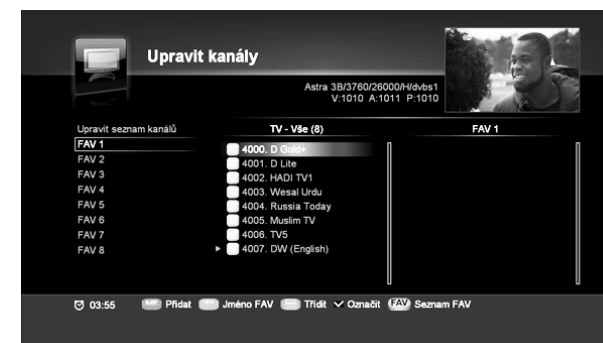 Upravit kanály
Astra 3B/3760/26000/H/dvbs1
V:1010 A:1011 P:1010
Upravit seznam kanálů
TV - Vše (8)
FAV 1
FAV 1
FAV 2
FAV 3
FAV 4
FAV 5
FAV 6
FAV 7
FAV 8
4000. D Gold+
4001. D Lite
4002. HADI TV1
4003. Wesal Urdu
4004. Russia Today
4005. Muslim TV
4006. TV5
4007. DW (English)
03:55 Přidat Jméno FAV Třídit Označit FAV Seznam FAV